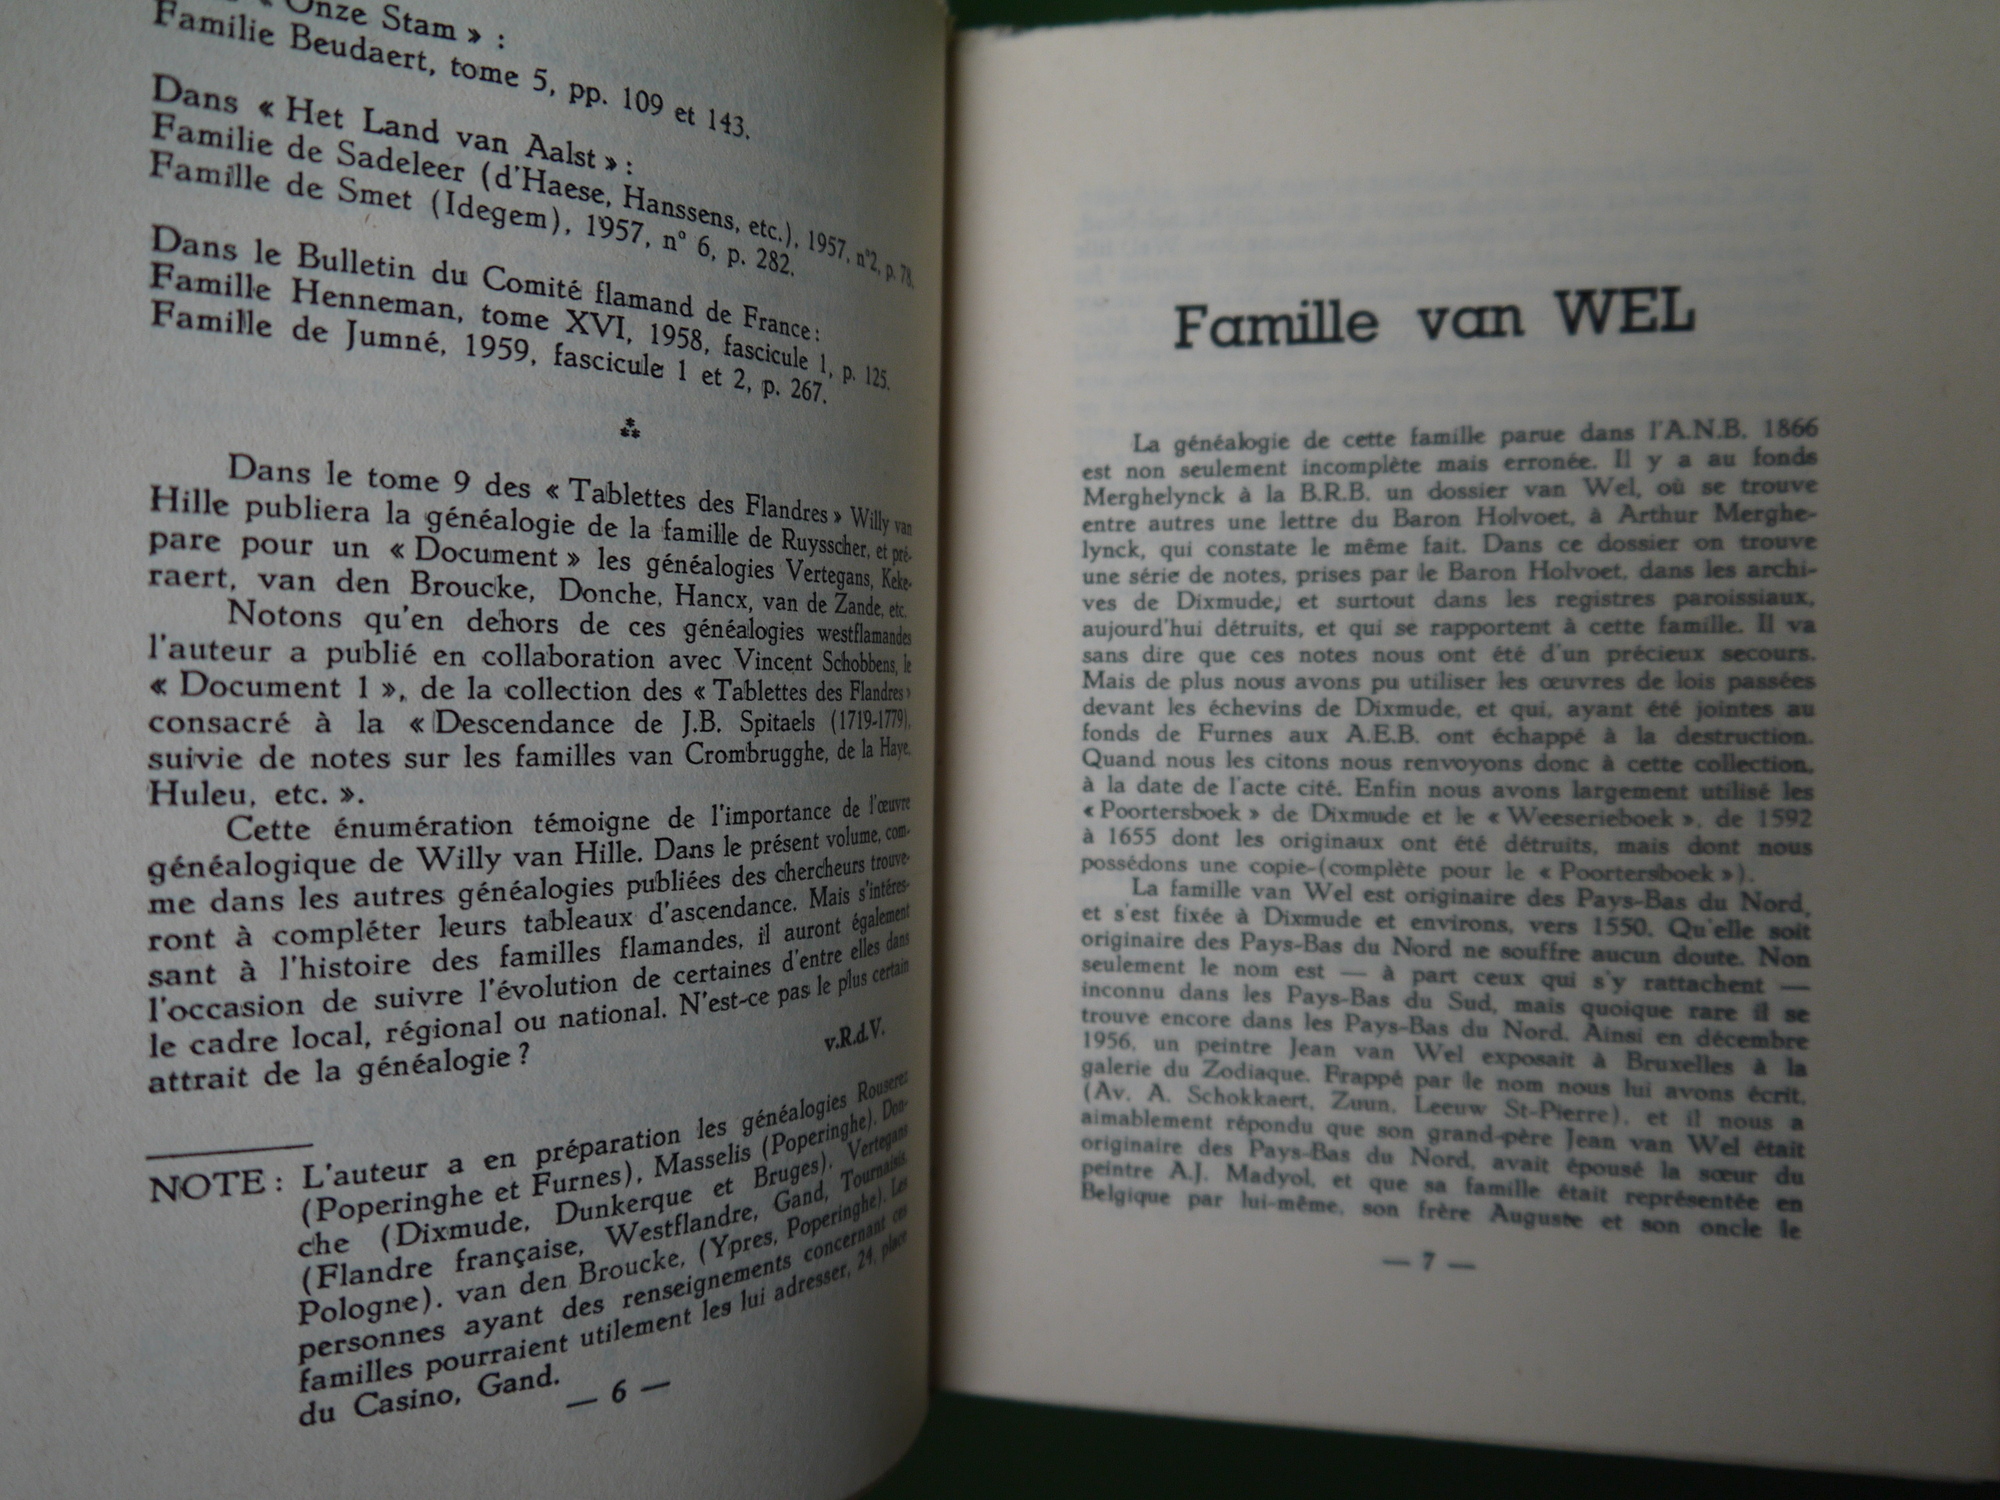 « Onze Stam » :
Familie Beudaert, tome 5, pp. 109 et 143.
Dans « Het Land van Aalst » :
Familie de Sadeleer (d'Haese, Hanssens, etc.), 1957, n°2, p. 78,
Famille de Smet (Idegem), 1957, n° 6, p. 282.
Dans le Bulletin du Comité flamand de France :
Famille Henneman, tome XVI, 1958, fascicule 1, p. 125.
Famille de Jumné, 1959, fascicule 1 et 2, p. 267.
⁂
Dans le tome 9 des « Tablettes des Flandres » Willy van
Hille publiera la généalogie de la famille de Ruysscher, et pré-
pare pour un « Document » les généalogies Vertegans, Keke-
raert, van den Broucke, Donche, Hancx, van de Zande, etc.
Notons qu'en dehors de ces généalogies westflamandes
l'auteur a publié en collaboration avec Vincent Schobbens, le
« Document 1 », de la collection des « Tablettes des Flandres »
consacré à la « Descendance de J.B. Spitaels (1719-1779),
suivie de notes sur les familles van Crombrugghe, de la Haye,
Huleu, etc. ».
Cette énumération témoigne de l'importance de l'œuvre
généalogique de Willy van Hille. Dans le présent volume, com-
me dans les autres généalogies publiées des chercheurs trouve-
ront à compléter leurs tableaux d'ascendance. Mais s'intéres-
sant à l'histoire des familles flamandes, il auront également
l'occasion de suivre l'évolution de certaines d'entre elles dans
le cadre local, régional ou national. N'est-ce pas le plus certain
attrait de la généalogie ?
v.R.d.V.
NOTE : L'auteur a en préparation les généalogies Rouserez
(Poperinghe et Furnes), Masselis (Poperinghe), Don-
che (Dixmude, Dunkerque et Bruges), Vertegans
(Flandre française, Westflandre, Gand, Tournaisis,
Pologne), van den Broucke, (Ypres, Poperinghe). Les
personnes ayant des renseignements concernant ces
familles pourraient utilement les lui adresser, 24, place
du Casino, Gand.
— 6 —
Famille van WEL
La généalogie de cette famille parue dans l'A.N.B. 1866
est non seulement incomplète mais erronée. Il y a au fonds
Merghelynck à la B.R.B. un dossier van Wel, où se trouve
entre autres une lettre du Baron Holvoet, à Arthur Merghe-
lynck, qui constate le même fait. Dans ce dossier on trouve
une série de notes, prises par le Baron Holvoet, dans les archi-
ves de Dixmude, et surtout dans les registres paroissiaux,
aujourd'hui détruits, et qui se rapportent à cette famille. Il va
sans dire que ces notes nous ont été d'un précieux secours.
Mais de plus nous avons pu utiliser les œuvres de lois passées
devant les échevins de Dixmude, et qui, ayant été jointes au
fonds de Furnes aux A.E.B. ont échappé à la destruction.
Quand nous les citons nous renvoyons donc à cette collection,
à la date de l'acte cité. Enfin nous avons largement utilisé les
« Poortersboek » de Dixmude et le « Weeserieboek », de 1592
à 1655 dont les originaux ont été détruits, mais dont nous
possédons une copie (complète pour le « Poortersboek »).
La famille van Wel est originaire des Pays-Bas du Nord,
et s'est fixée à Dixmude et environs, vers 1550. Qu'elle soit
originaire des Pays-Bas du Nord ne souffre aucun doute. Non
seulement le nom est — à part ceux qui s'y rattachent —
inconnu dans les Pays-Bas du Sud, mais quoique rare il se
trouve encore dans les Pays-Bas du Nord. Ainsi en décembre
1956, un peintre Jean van Wel exposait à Bruxelles à la
galerie du Zodiaque. Frappé par le nom nous lui avons écrit,
(Av. A. Schokkaert, Zuun, Leeuw St-Pierre), et il nous a
aimablement répondu que son grand-père Jean van Wel était
originaire des Pays-Bas du Nord, avait épousé la sœur du
peintre A.J. Madyol, et que sa famille était représentée en
Belgique par lui-même, son frère Auguste et son oncle le
— 7 —